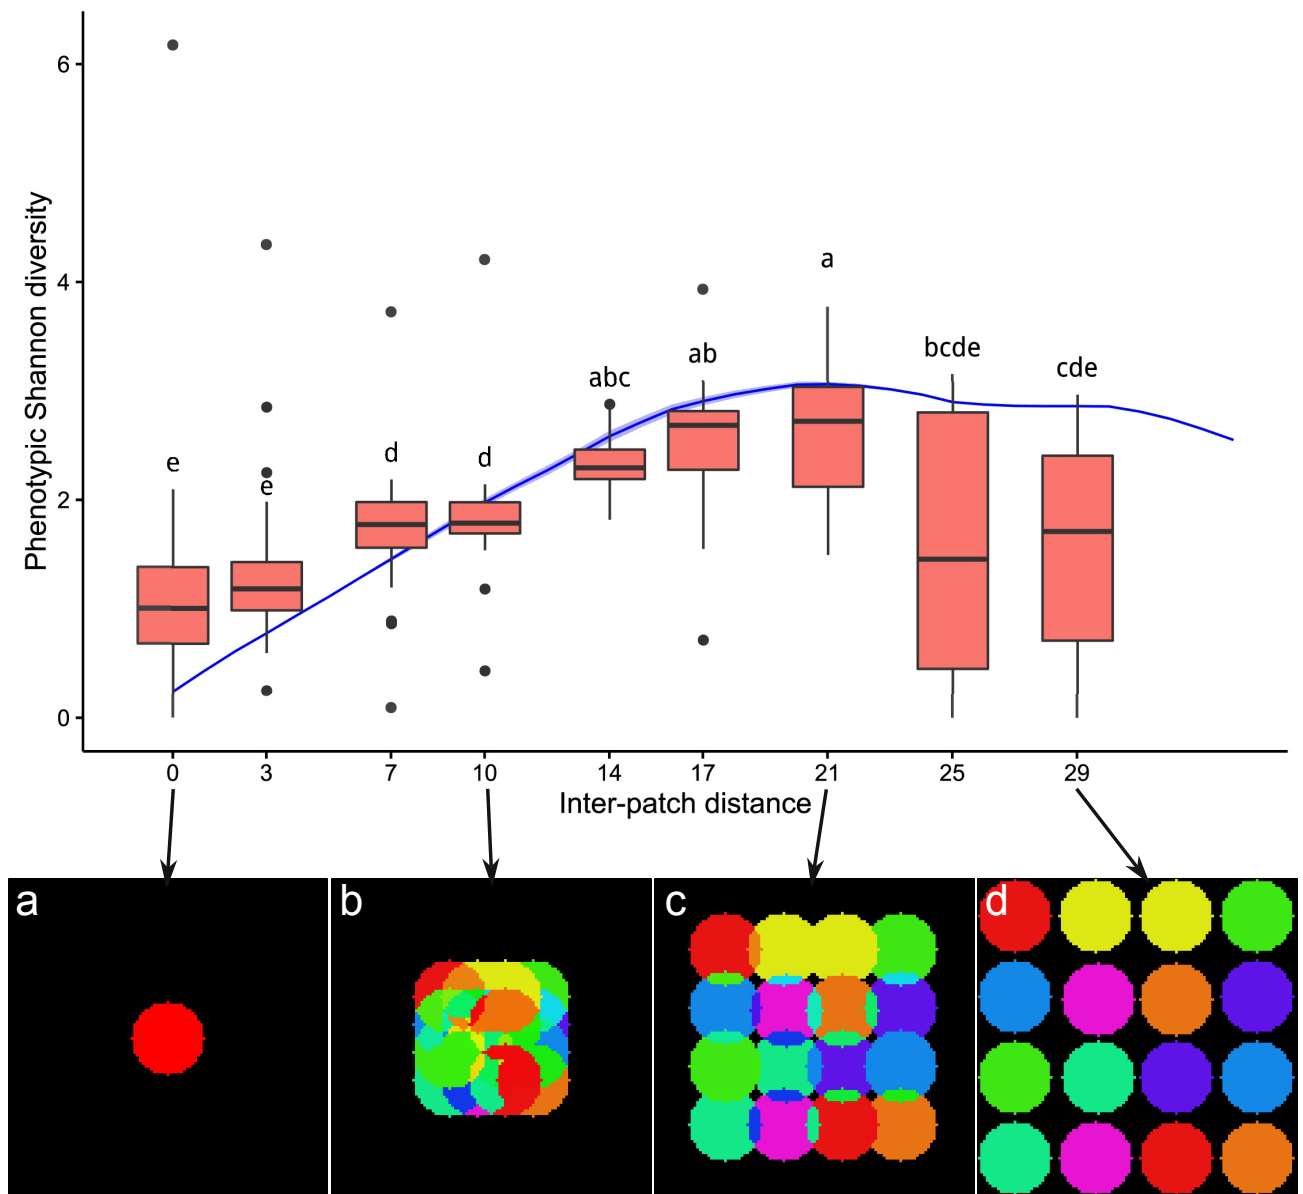 Phenotypic Shannon diversity
6
4
2
0
e
e
d
d
abc
ab
a
bcde
cde
0 3 7 10 14 17 21 25 29
Inter-patch distance
a b c d